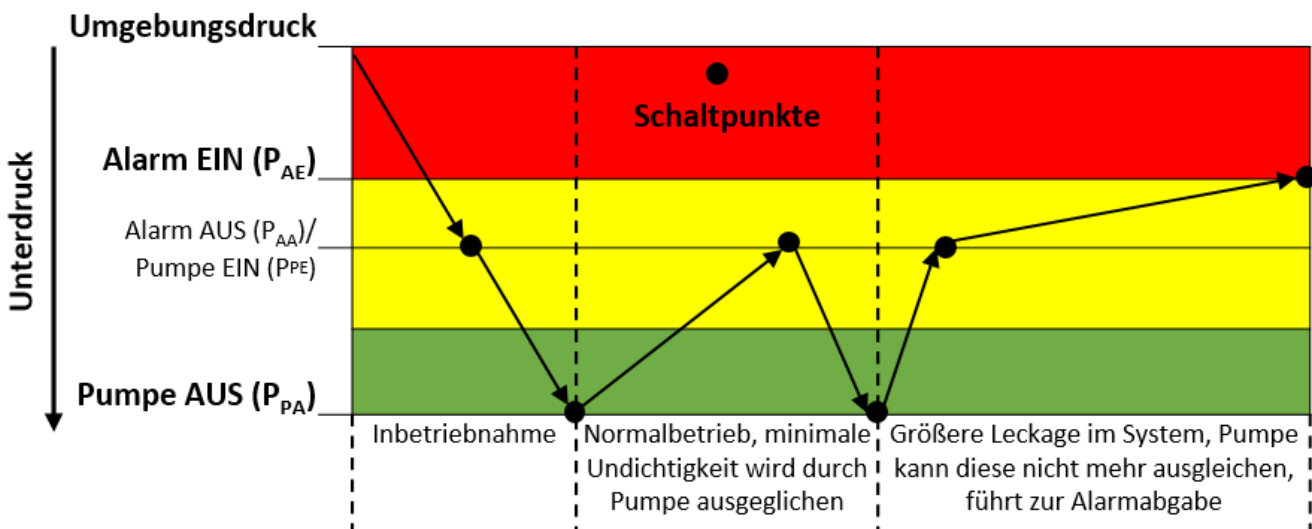 Umgebungsdruck
Unterdruck
Schaltpunkte
Alarm EIN (PAE)
Alarm AUS (PAA)/
Pumpe EIN (PPE)
Pumpe AUS (PPA)
Inbetriebnahme
Normalbetrieb, minimale
Undichtigkeit wird durch
Pumpe ausgeglichen
Größere Leckage im System, Pumpe
kann diese nicht mehr ausgleichen,
führt zur Alarmabgabe